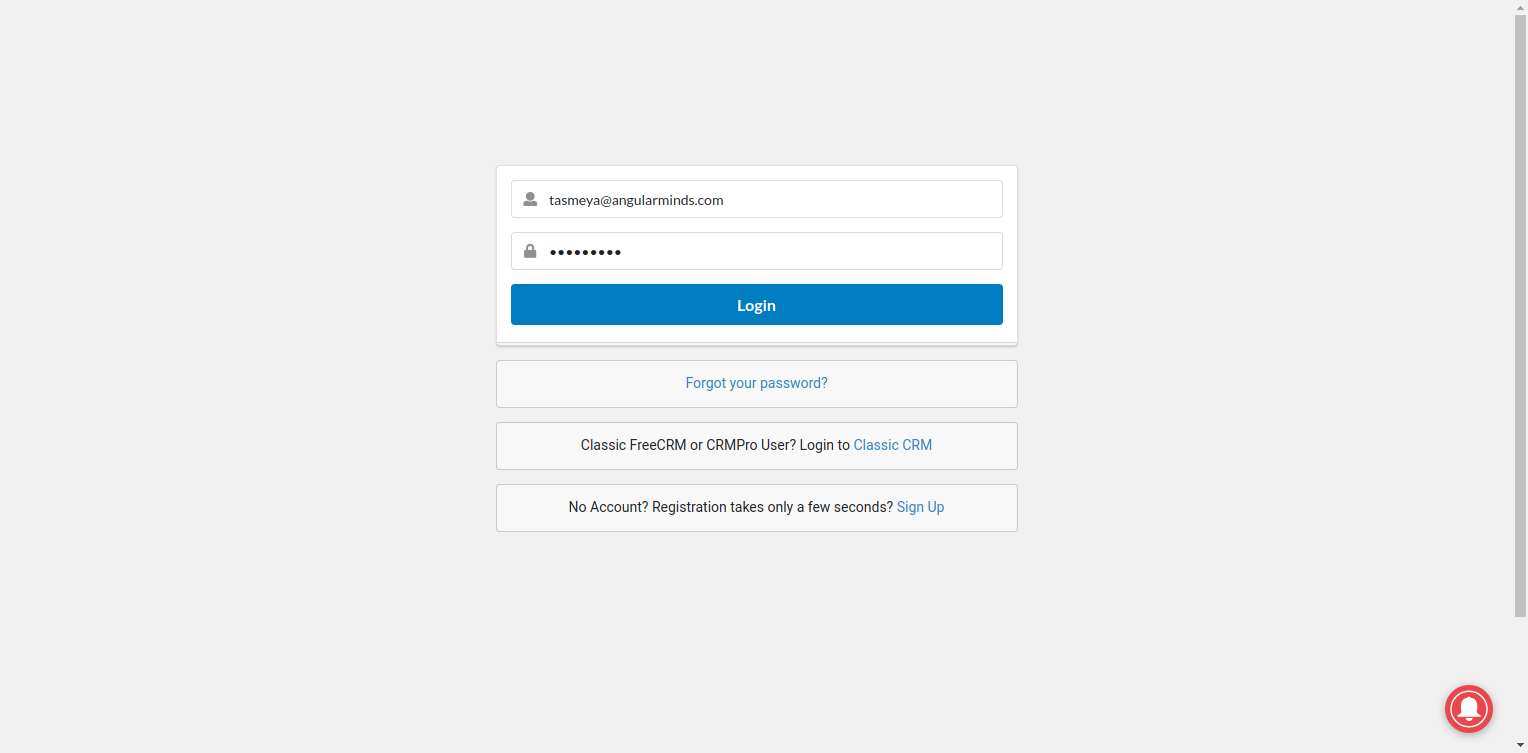 tasmeya@angularminds.com
•••••••••
Login
Forgot your password?
Classic FreeCRM or CRMPro User? Login to Classic CRM
No Account? Registration takes only a few seconds? Sign Up